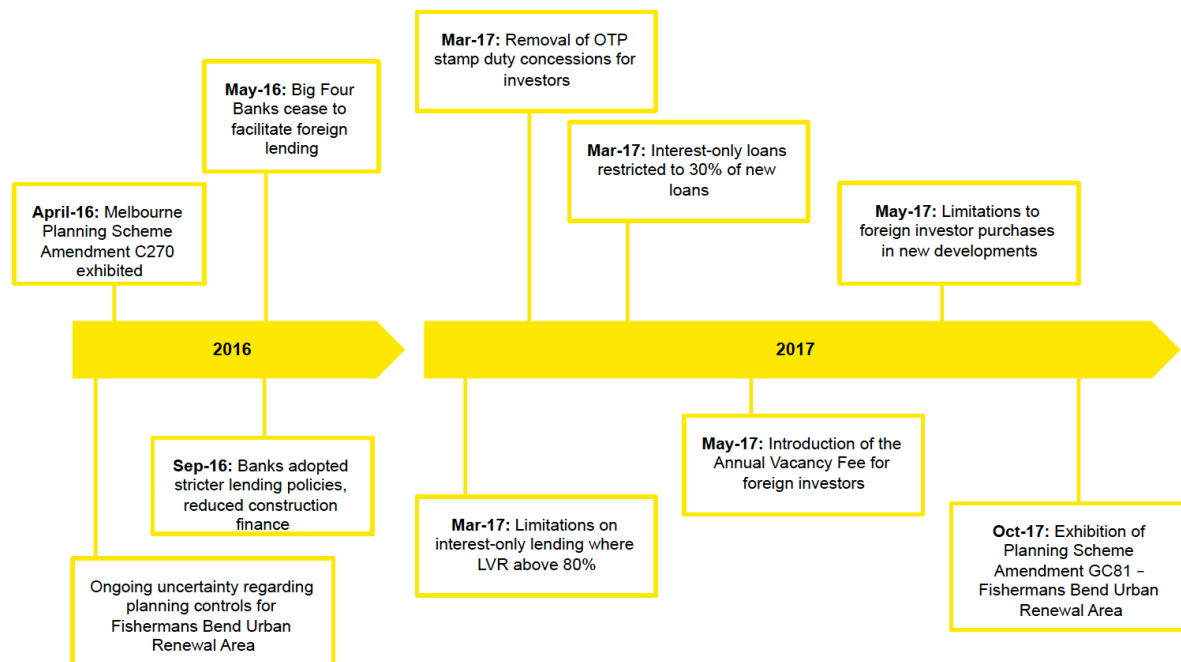 Mar-17: Removal of OTP
stamp duty concessions for
investors
May-16: Big Four
Banks cease to
facilitate foreign
lending
Mar-17: Interest-only loans
restricted to 30% of new
loans
April-16: Melbourne
Planning Scheme
Amendment C270
exhibited
May-17: Limitations to
foreign investor purchases
in new developments
2016
2017
Sep-16: Banks adopted
stricter lending policies,
reduced construction
finance
May-17: Introduction of the
Annual Vacancy Fee for
foreign investors
Mar-17: Limitations on
interest-only lending where
LVR above 80%
Oct-17: Exhibition of
Planning Scheme
Amendment GC81 –
Fishermans Bend Urban
Renewal Area
Ongoing uncertainty regarding
planning controls for
Fishermans Bend Urban
Renewal Area